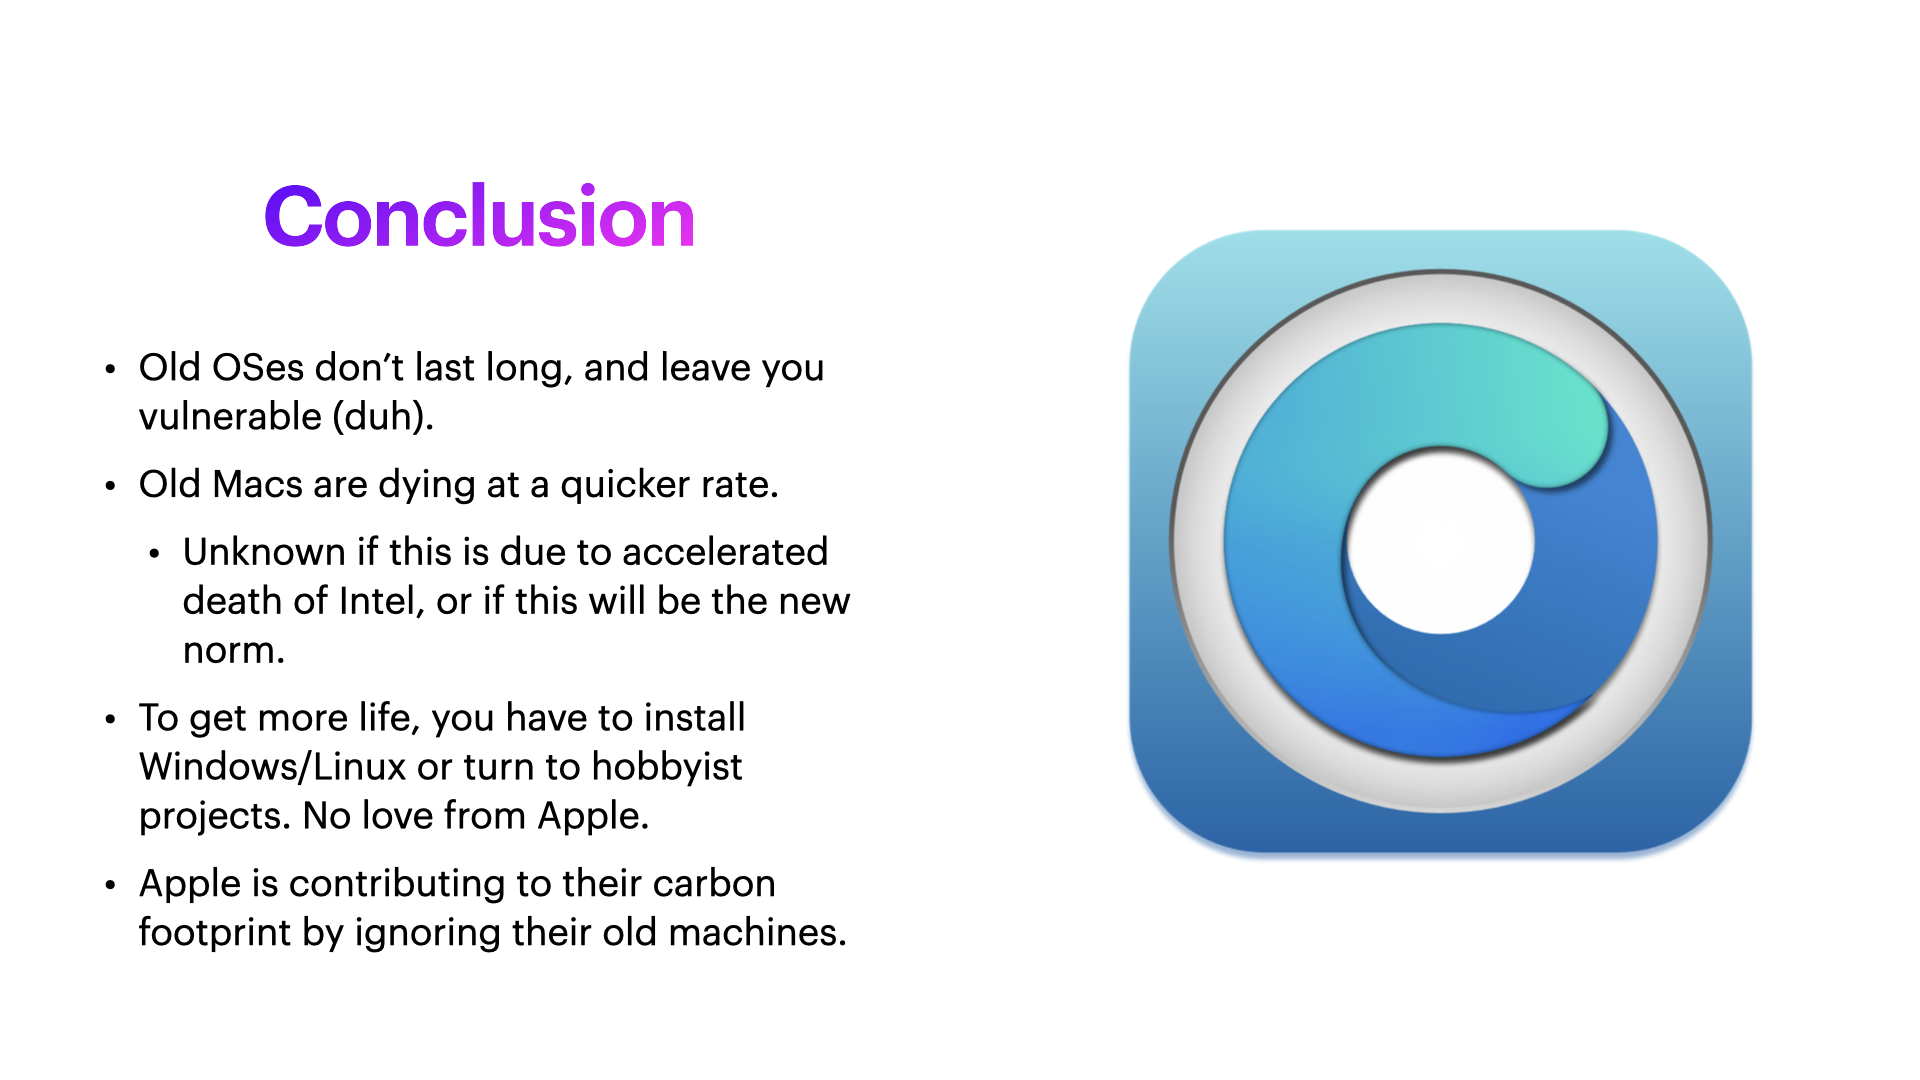 Conclusion
• Old OSes don’t last long, and leave you
vulnerable (duh).
• Old Macs are dying at a quicker rate.
• Unknown if this is due to accelerated
death of Intel, or if this will be the new
norm.
• To get more life, you have to install
Windows/Linux or turn to hobbyist
projects. No love from Apple.
• Apple is contributing to their carbon
footprint by ignoring their old machines.